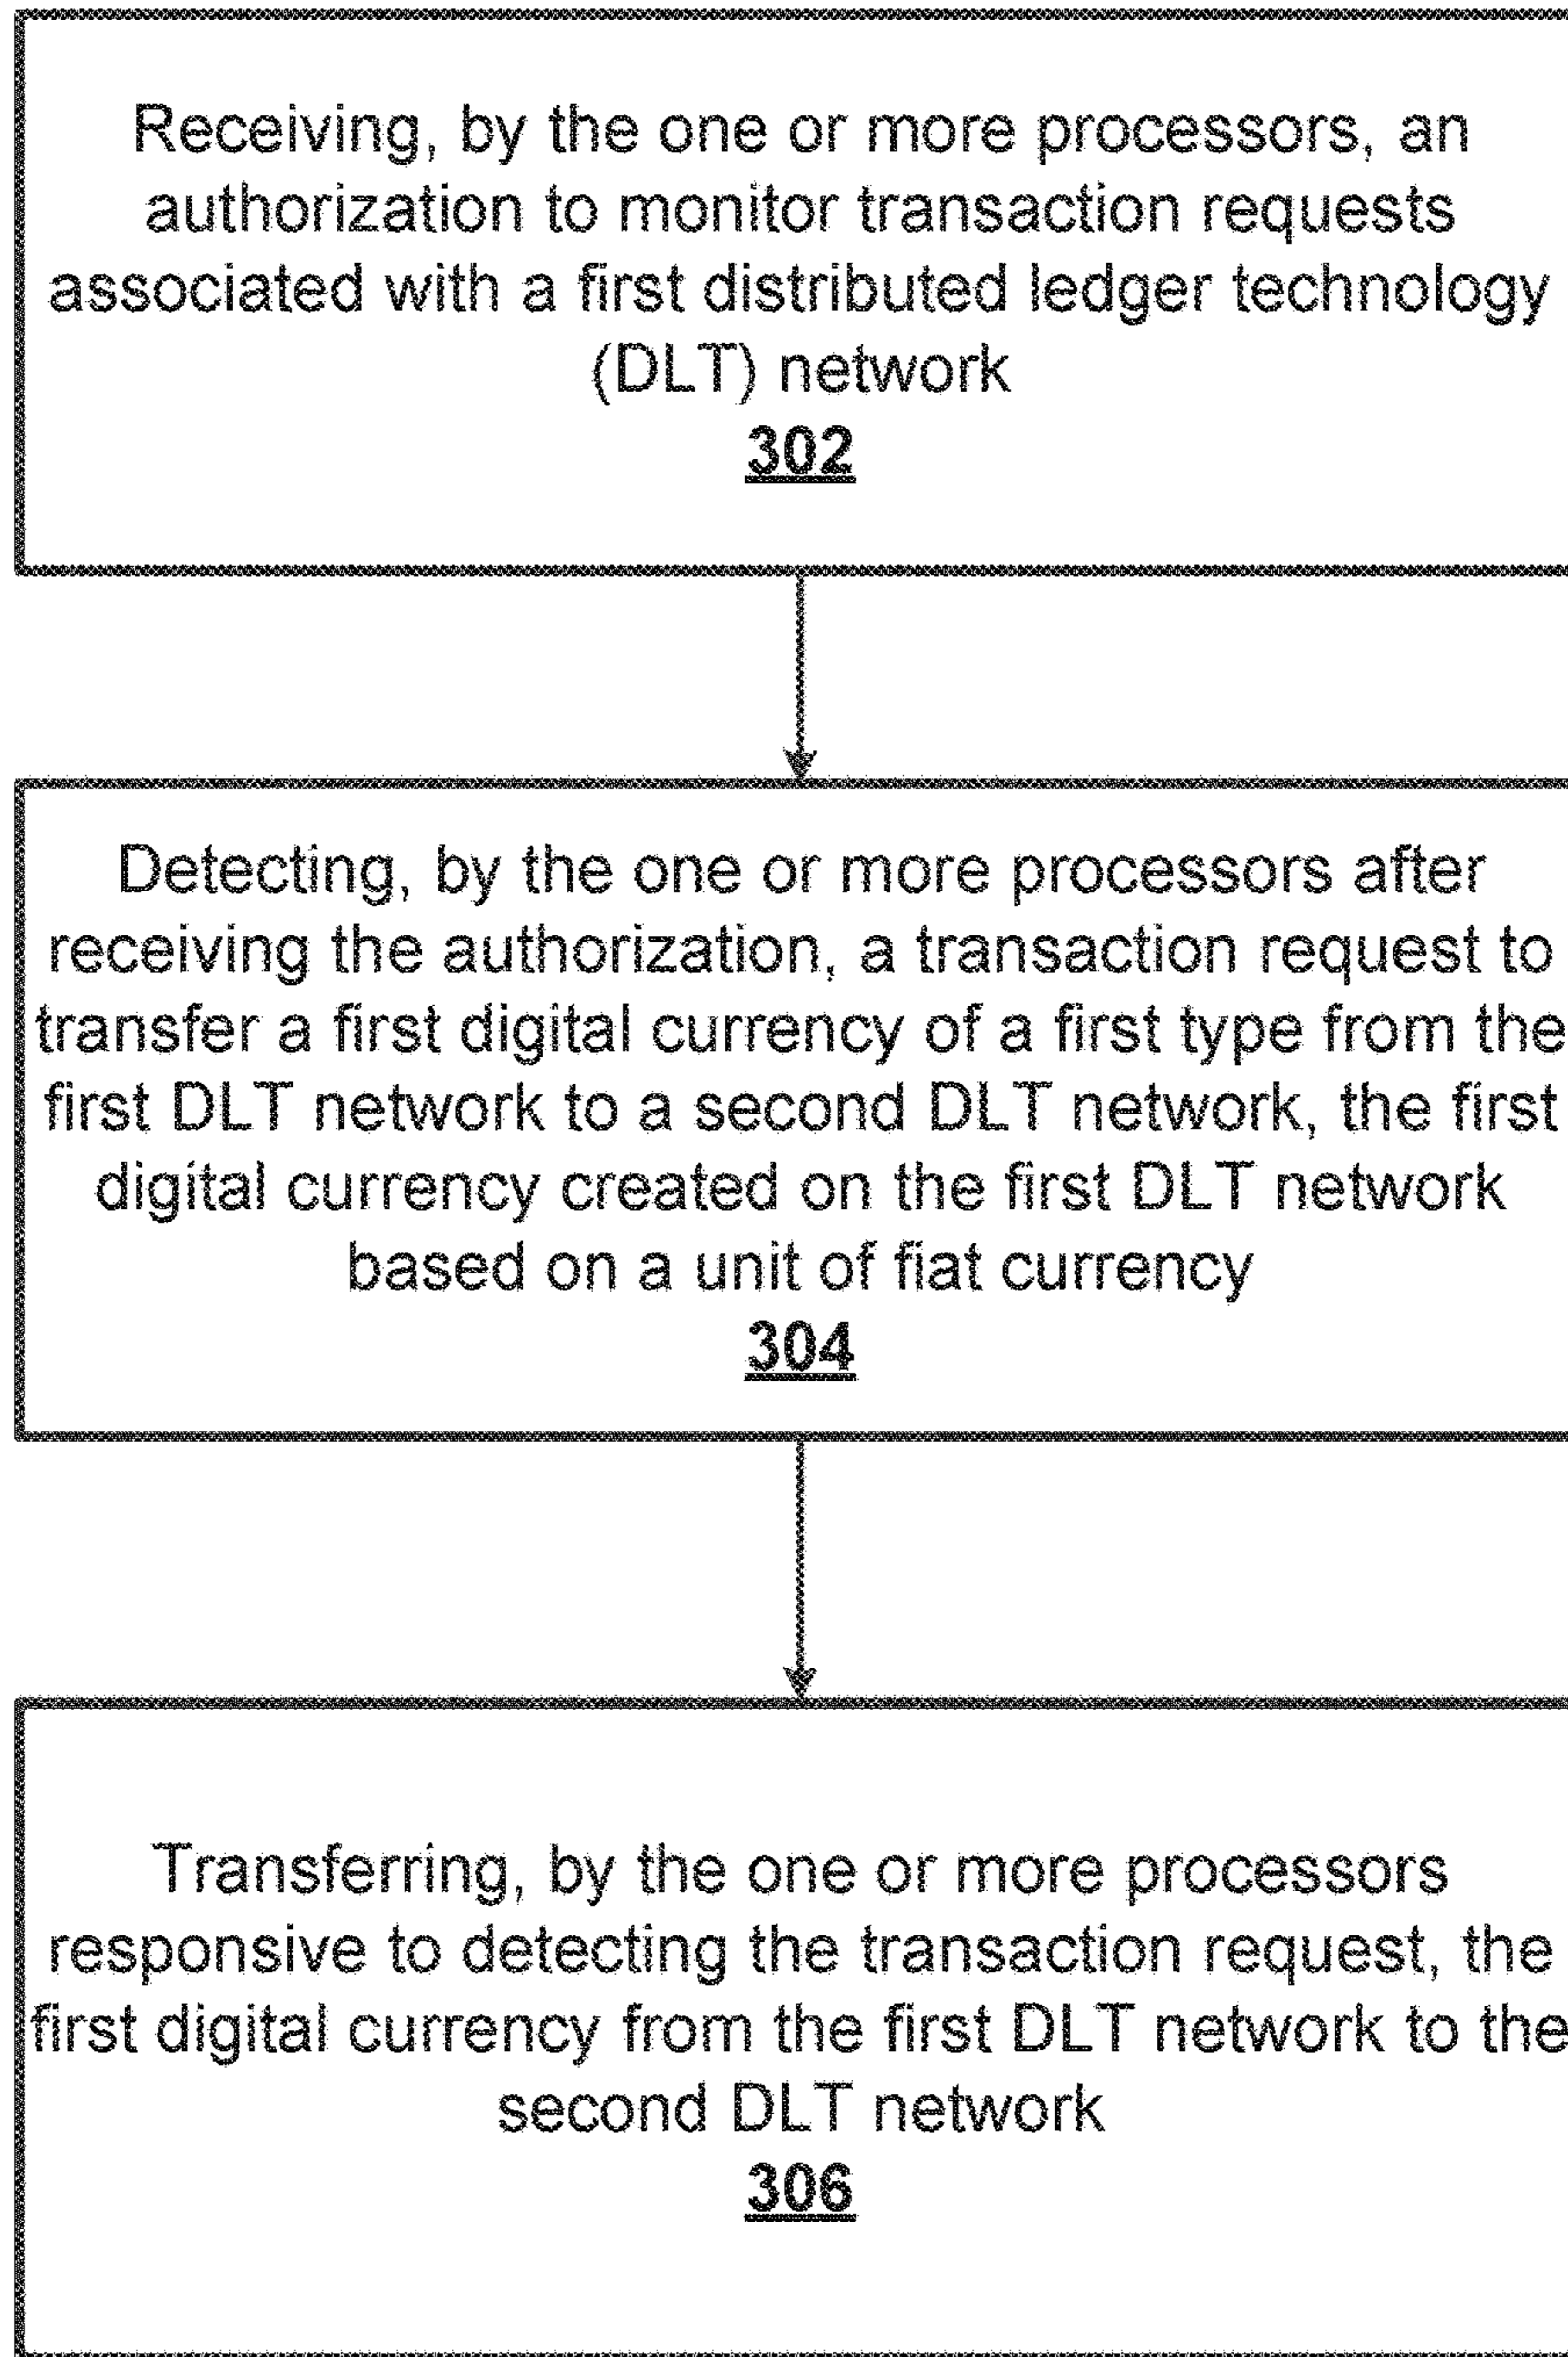 Receiving, by the one or more processors, an
authorization to monitor transaction requests
associated with a first distributed ledger technology
(DLT) network
302
Detecting, by the one or more processors after
receiving the authorization, a transaction request to
transfer a first digital currency of a first type from the
first DLT network to a second DLT network, the first
digital currency created on the first DLT network
based on a unit of fiat currency
304
Transferring, by the one or more processors
responsive to detecting the transaction request, the
first digital currency from the first DLT network to the
second DLT network
306